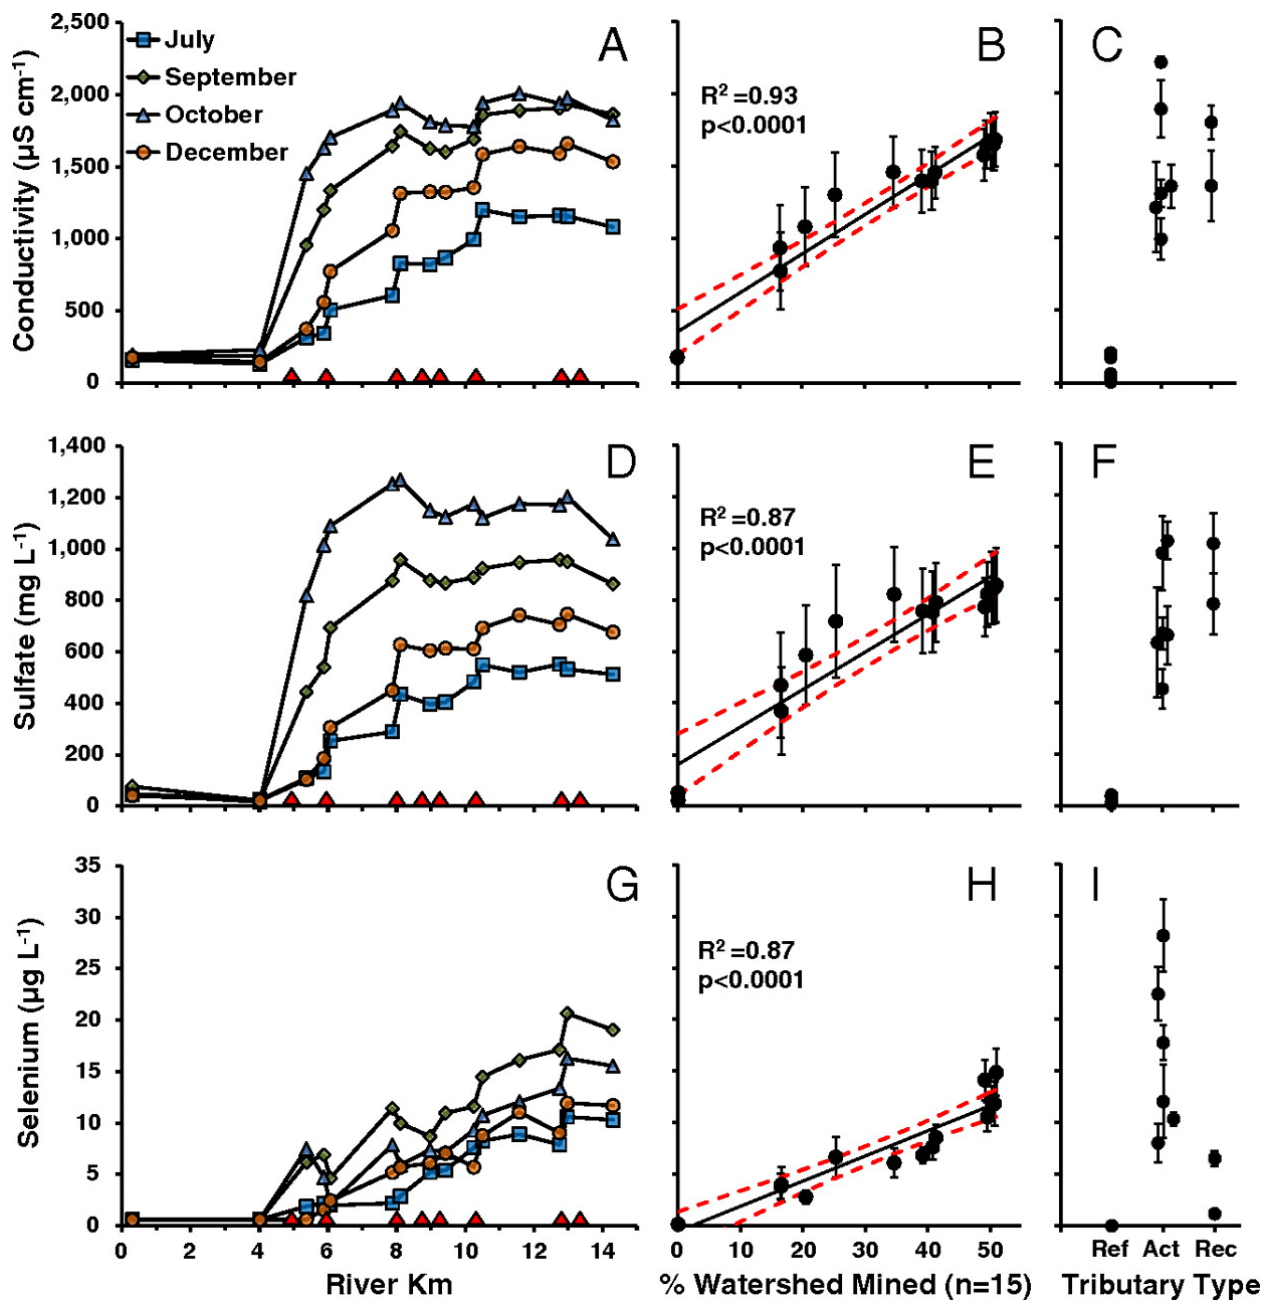 Conductivity (µS cm-1)
2,500
2,000
1,500
1,000
500
0
July
September
October
December
A
B
R2 =0.93
p<0.0001
C
Sulfate (mg L-1)
1,400
1,200
1,000
800
600
400
200
0
D
E
R2 =0.87
p<0.0001
F
Selenium (µg L-1)
35
30
25
20
15
10
5
0
G
H
R2 =0.87
p<0.0001
I
0 2 4 6 8 10 12 14
0 10 20 30 40 50
Ref Act Rec
River Km
% Watershed Mined (n=15)
Tributary Type